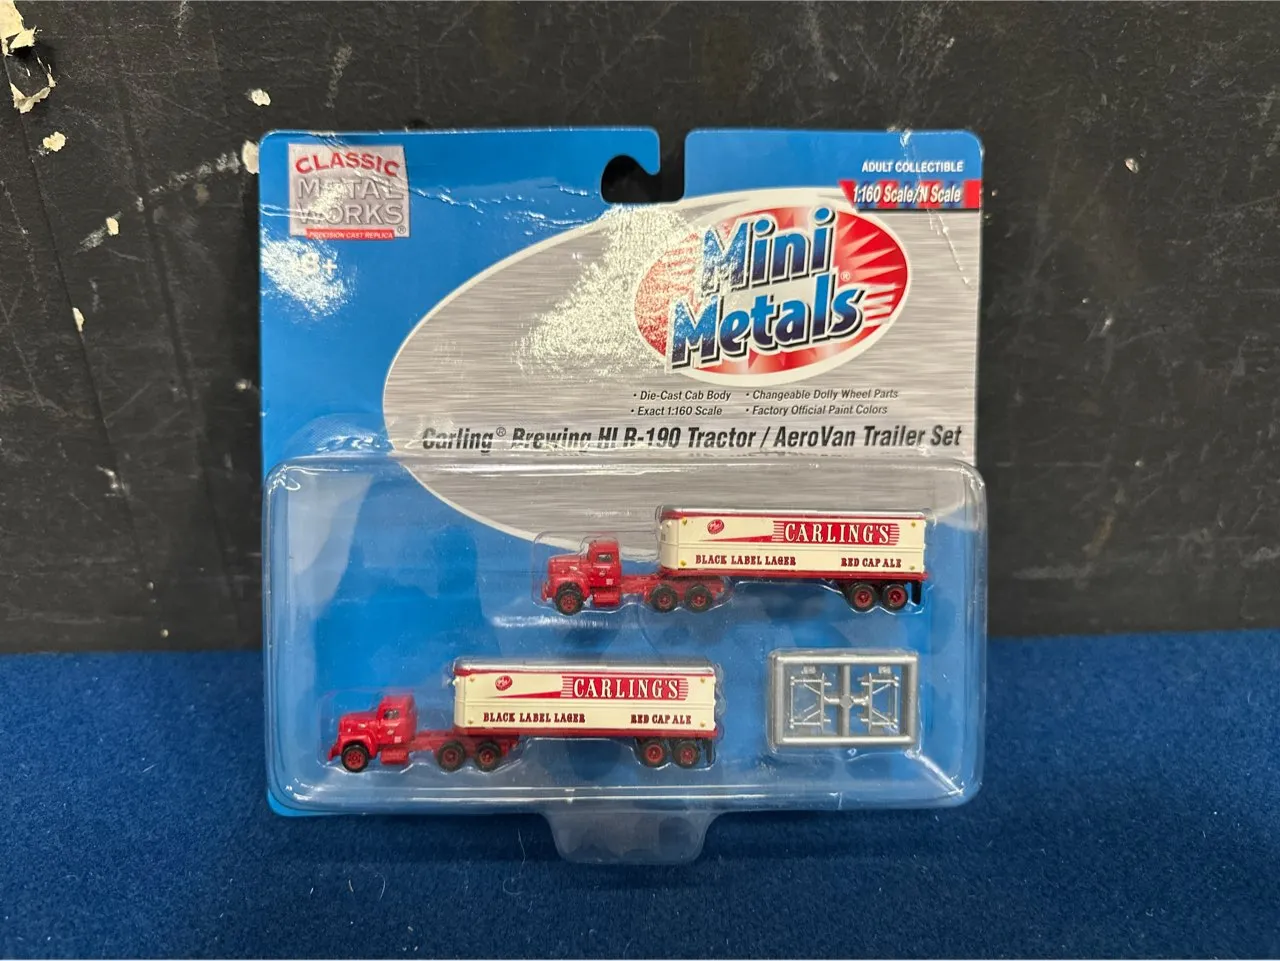 CLASSIC
METAL
WORKS®
PRECISION CAST REPLICA
8+
ADULT COLLECTIBLE
1:160 Scale/N Scale
Mini
Metals®
• Die-Cast Cab Body • Changeable Dolly Wheel Parts
• Exact 1:160 Scale • Factory Official Paint Colors
Carling® Brewing HI R-190 Tractor / AeroVan Trailer Set
CARLING'S
BLACK LABEL LAGER RED CAP ALE
CARLING'S
BLACK LABEL LAGER RED CAP ALE